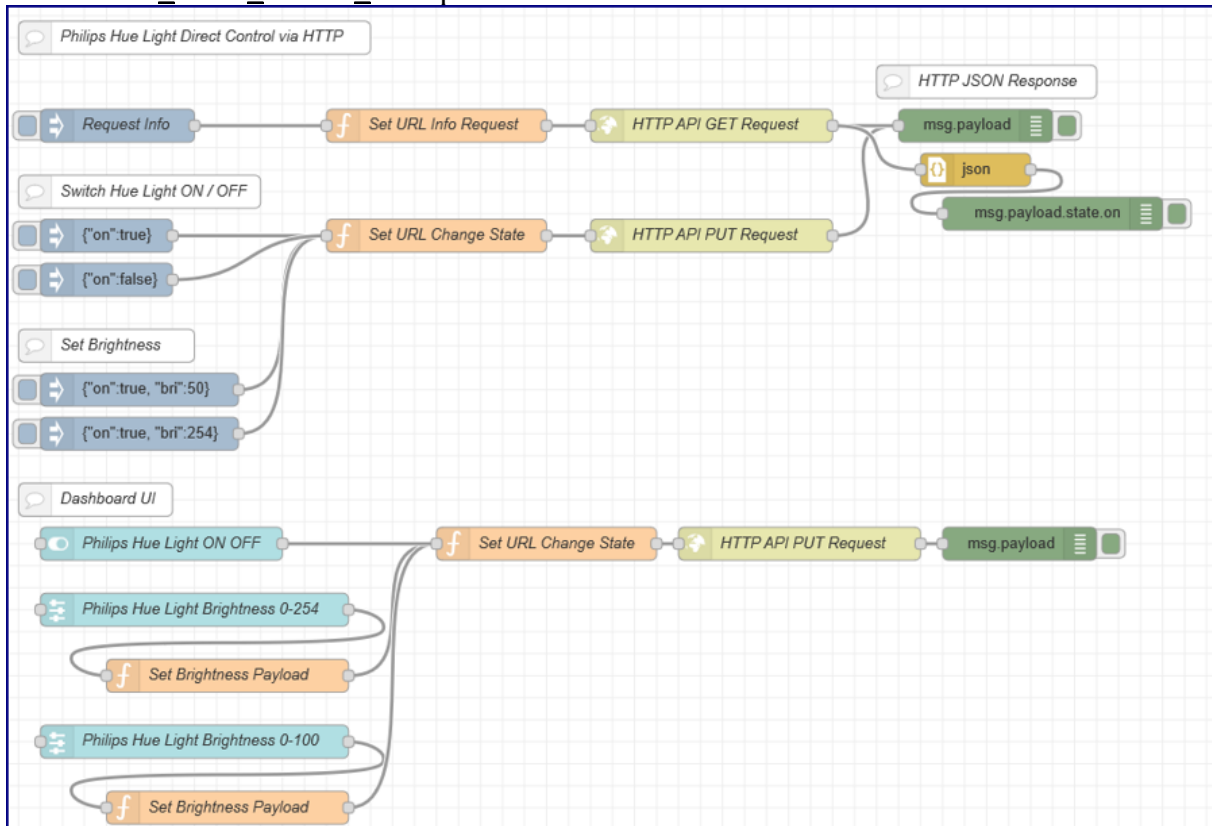 Philips Hue Light Direct Control via HTTP
HTTP JSON Response
Request Info
Set URL Info Request
HTTP API GET Request
msg.payload
json
Switch Hue Light ON / OFF
msg.payload.state.on
{"on":true}
Set URL Change State
HTTP API PUT Request
{"on":false}
Set Brightness
{"on":true, "bri":50}
{"on":true, "bri":254}
Dashboard UI
Philips Hue Light ON OFF
Set URL Change State
HTTP API PUT Request
msg.payload
Philips Hue Light Brightness 0-254
Set Brightness Payload
Philips Hue Light Brightness 0-100
Set Brightness Payload